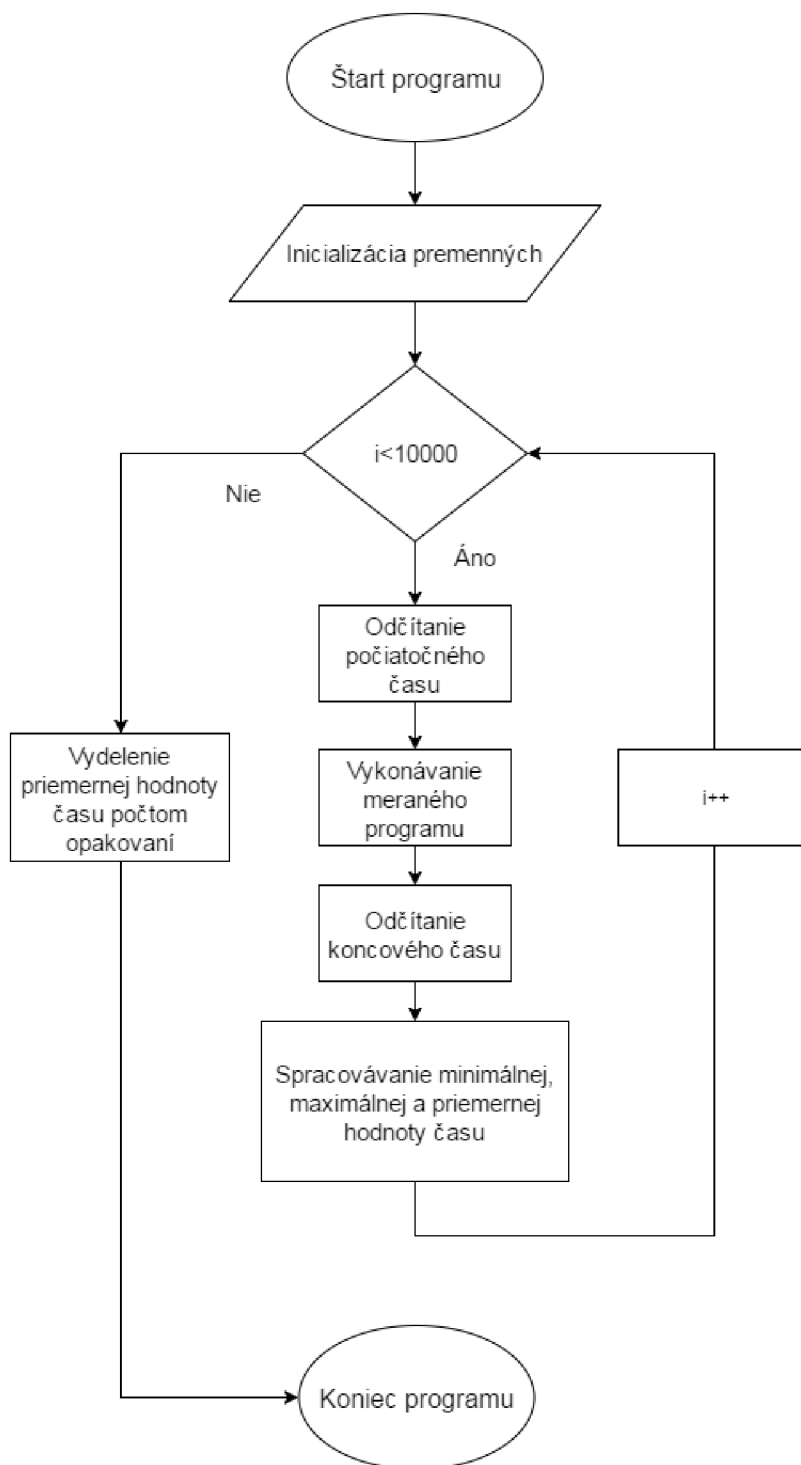 Štart programu
Inicializácia premenných
i<10000
Nie
Áno
Odčítanie
počiatočného
času
Vydelenie
priemernej hodnoty
času počtom
opakovaní
Vykonávanie
meraného
programu
i++
Odčítanie
koncového času
Spracovávanie minimálnej,
maximálnej a priemernej
hodnoty času
Koniec programu